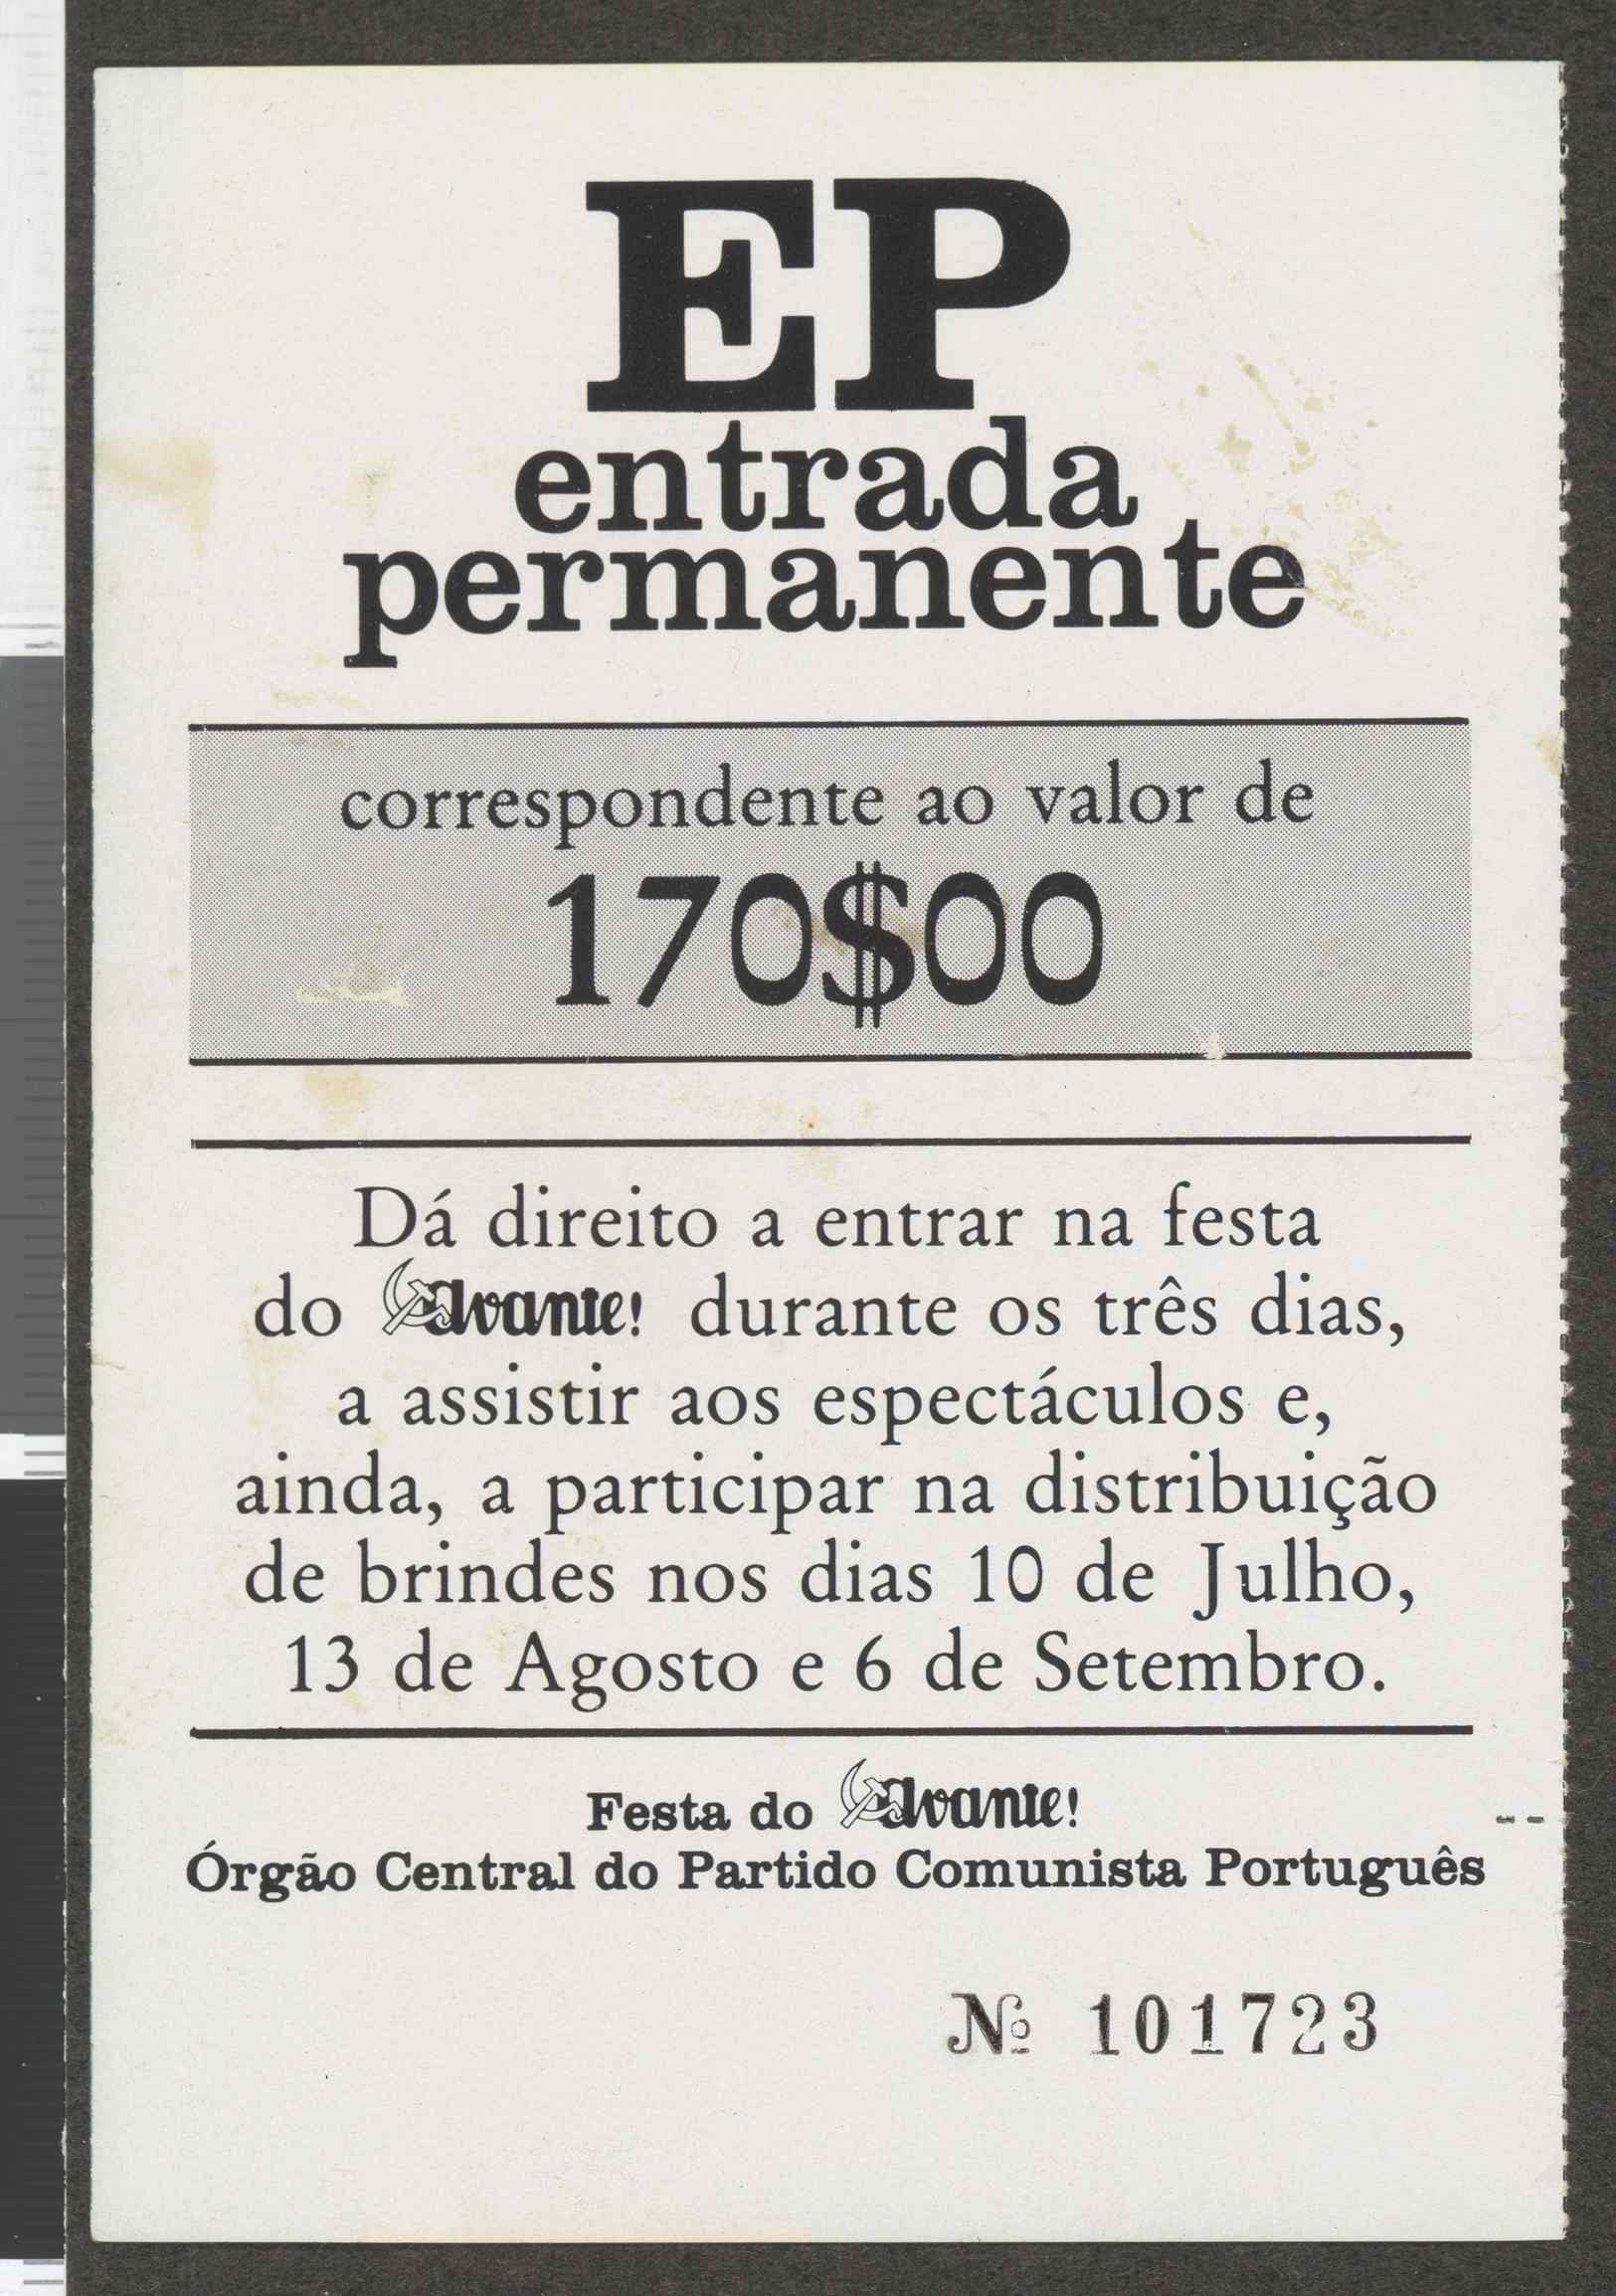 EP
entrada
permanente
correspondente ao valor de
170$00
Dá direito a entrar na festa
do Avante! durante os três dias,
a assistir aos espectáculos e,
ainda, a participar na distribuição
de brindes nos dias 10 de Julho,
13 de Agosto e 6 de Setembro.
Festa do Avante!
Órgão Central do Partido Comunista Português
Nº 101723